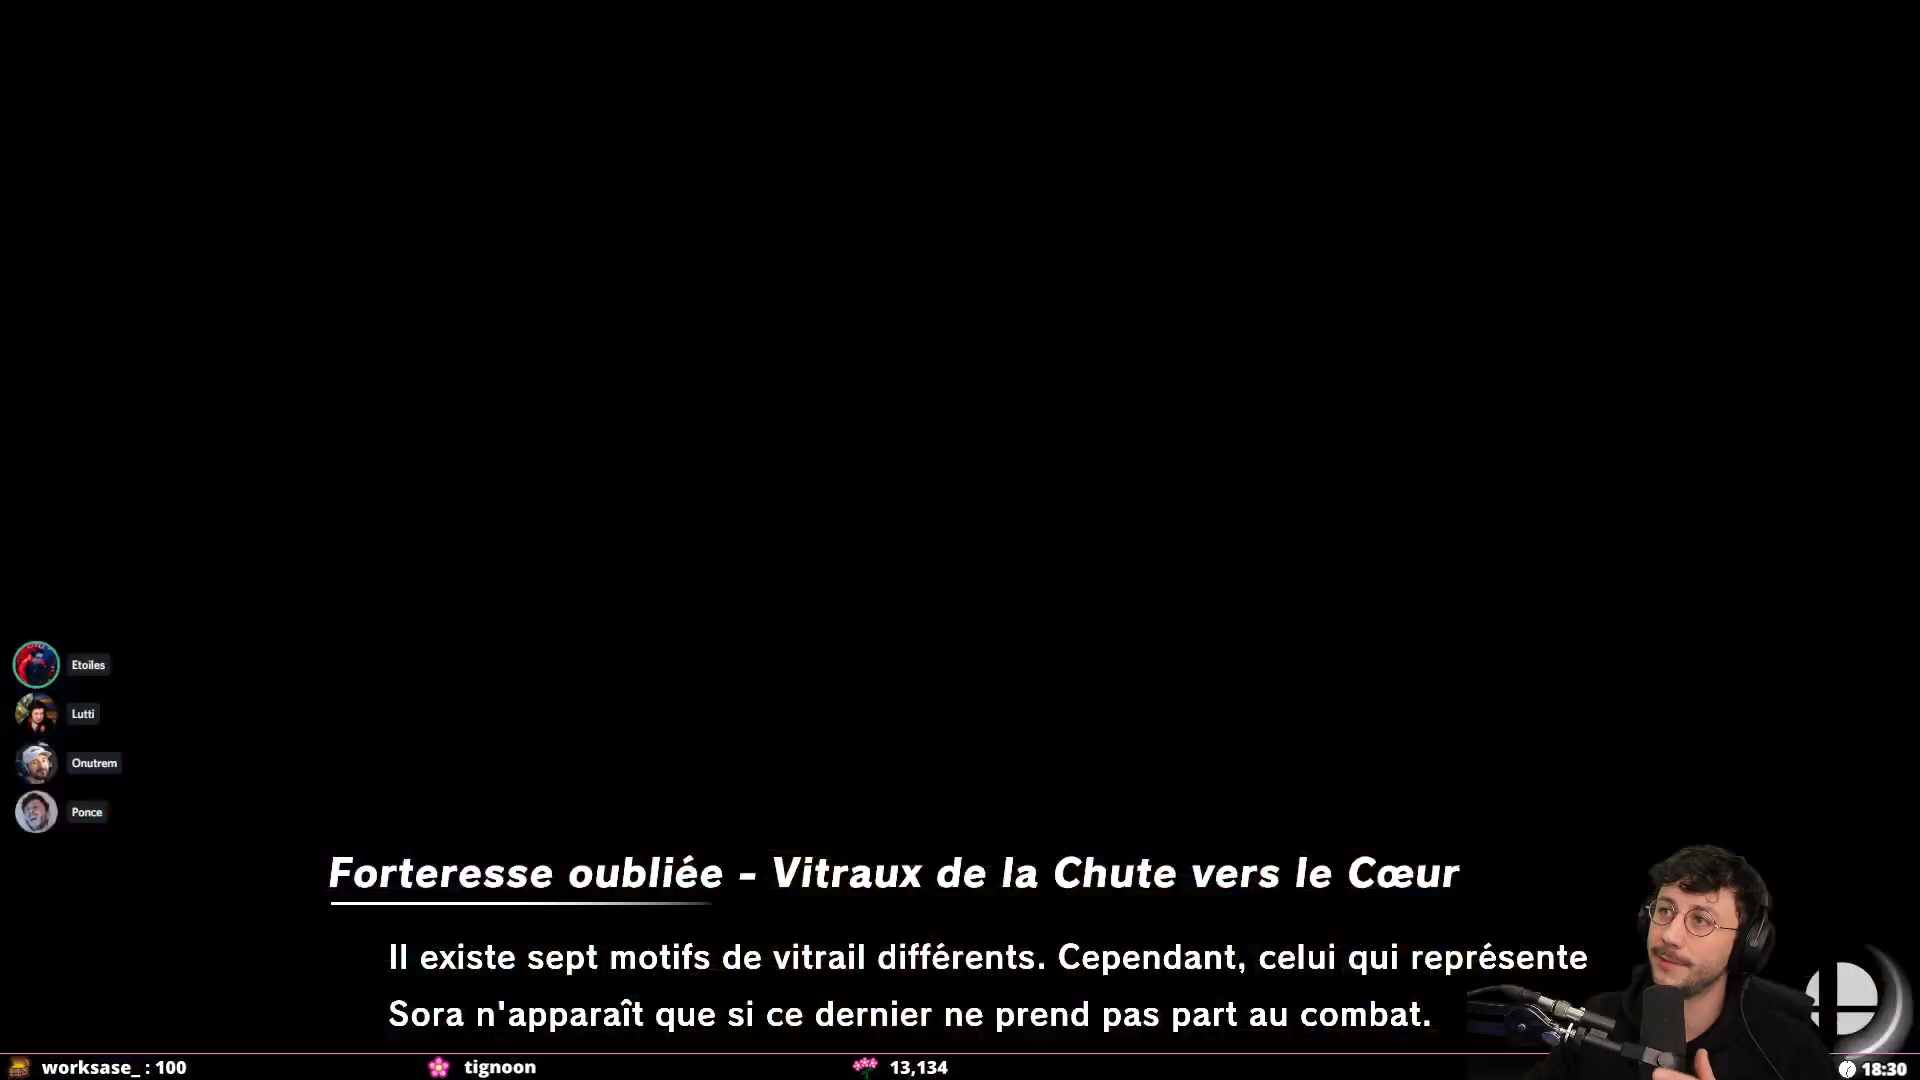 Etoiles
Lutti
Onutrem
Ponce
Forteresse oubliée - Vitraux de la Chute vers le Cœur
Il existe sept motifs de vitrail différents. Cependant, celui qui représente
Sora n'apparaît que si ce dernier ne prend pas part au combat.
worksase_ : 100 tignoon 13,134 18:30